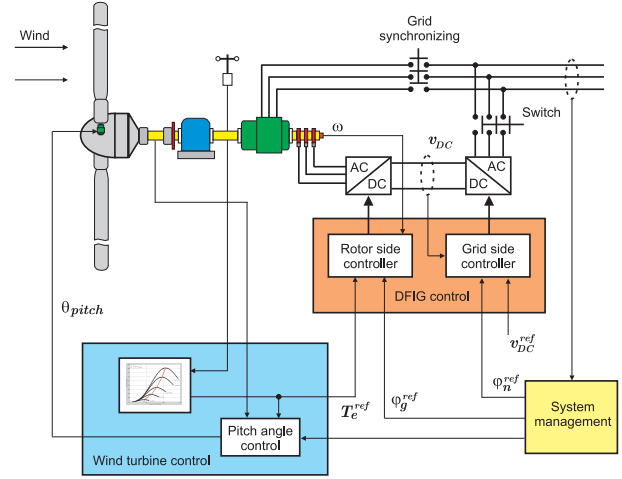 Wind
Grid
synchronizing
Switch
ω
v_DC
AC
DC
AC
DC
Rotor side
controller
Grid side
controller
DFIG control
θ_pitch
v_DC^ref
φ_n^ref
T_e^ref
φ_g^ref
System
management
Pitch angle
control
Wind turbine control